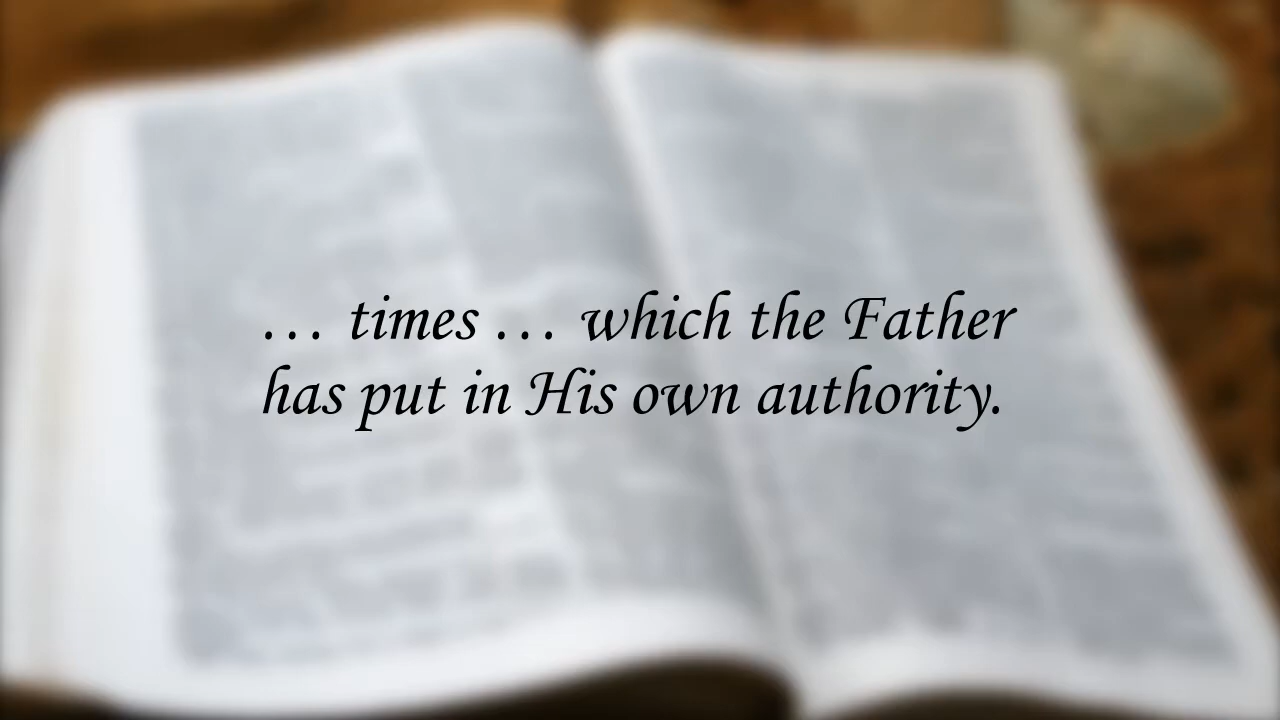 … times … which the Father
has put in His own authority.